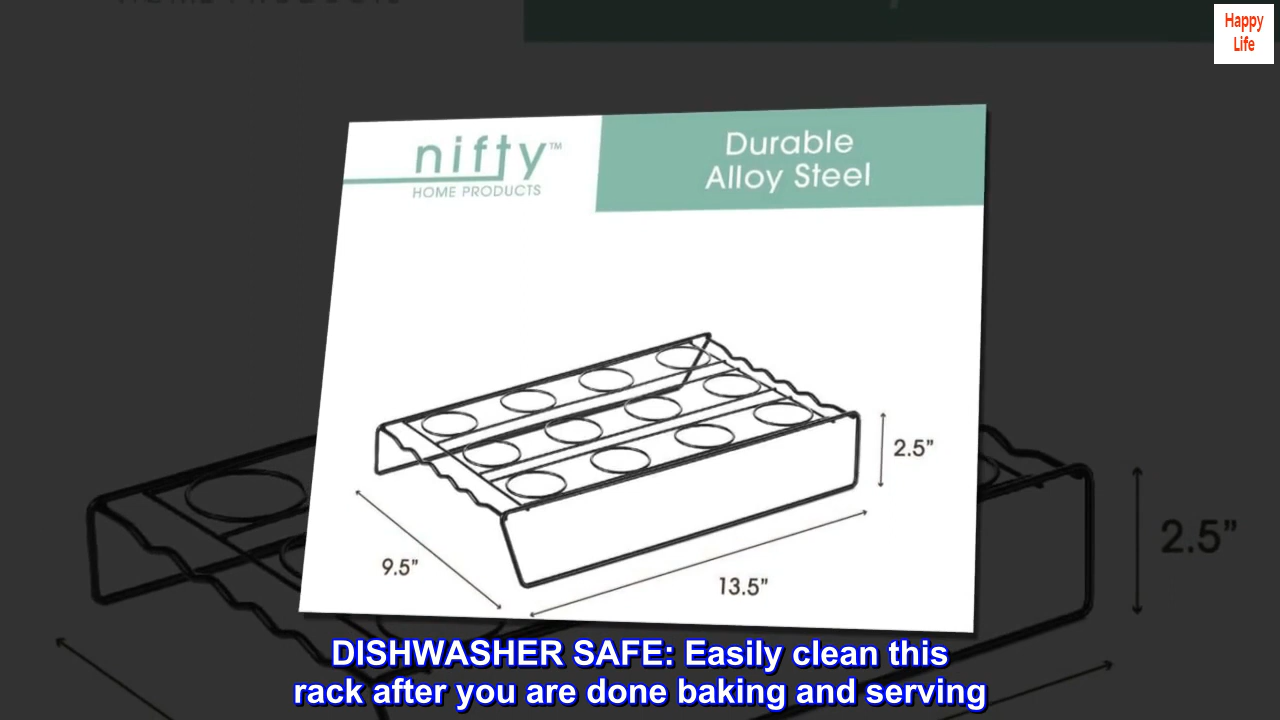 Happy
Life
nifty™
HOME PRODUCTS
Durable
Alloy Steel
2.5”
9.5”
13.5”
2.5”
DISHWASHER SAFE: Easily clean this
rack after you are done baking and serving